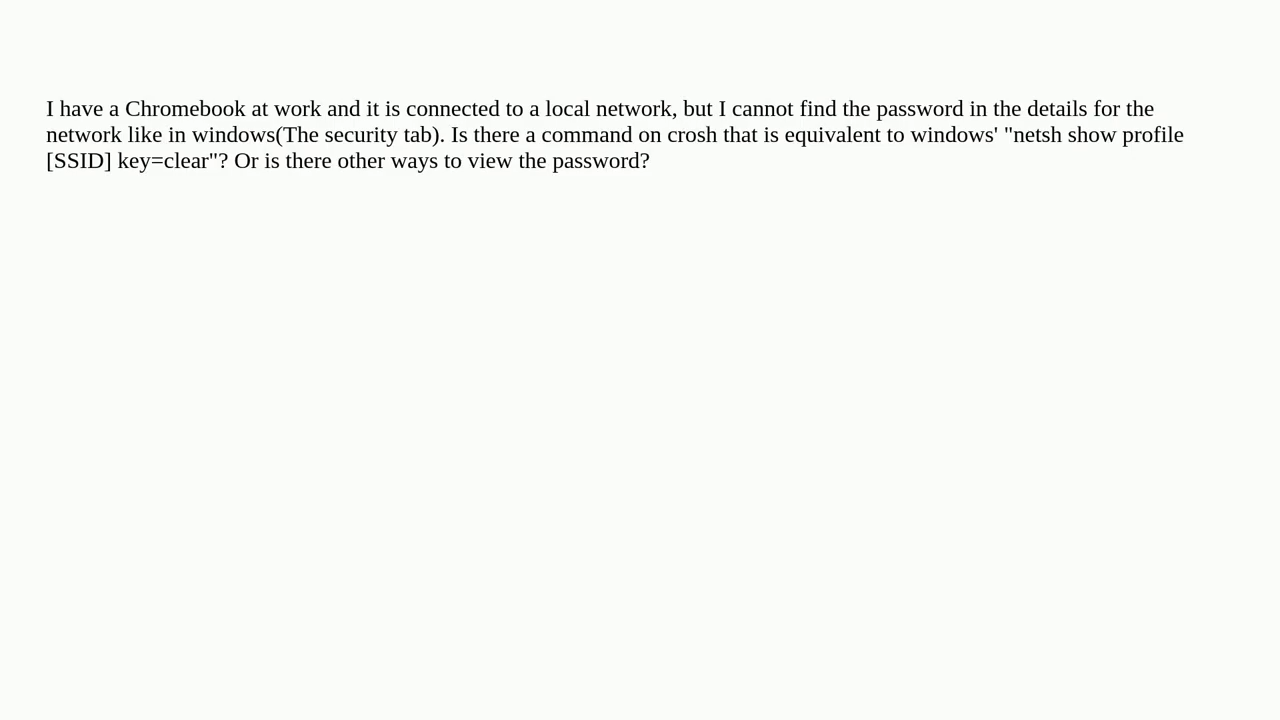 I have a Chromebook at work and it is connected to a local network, but I cannot find the password in the details for the
network like in windows(The security tab). Is there a command on crosh that is equivalent to windows' "netsh show profile
[SSID] key=clear"? Or is there other ways to view the password?